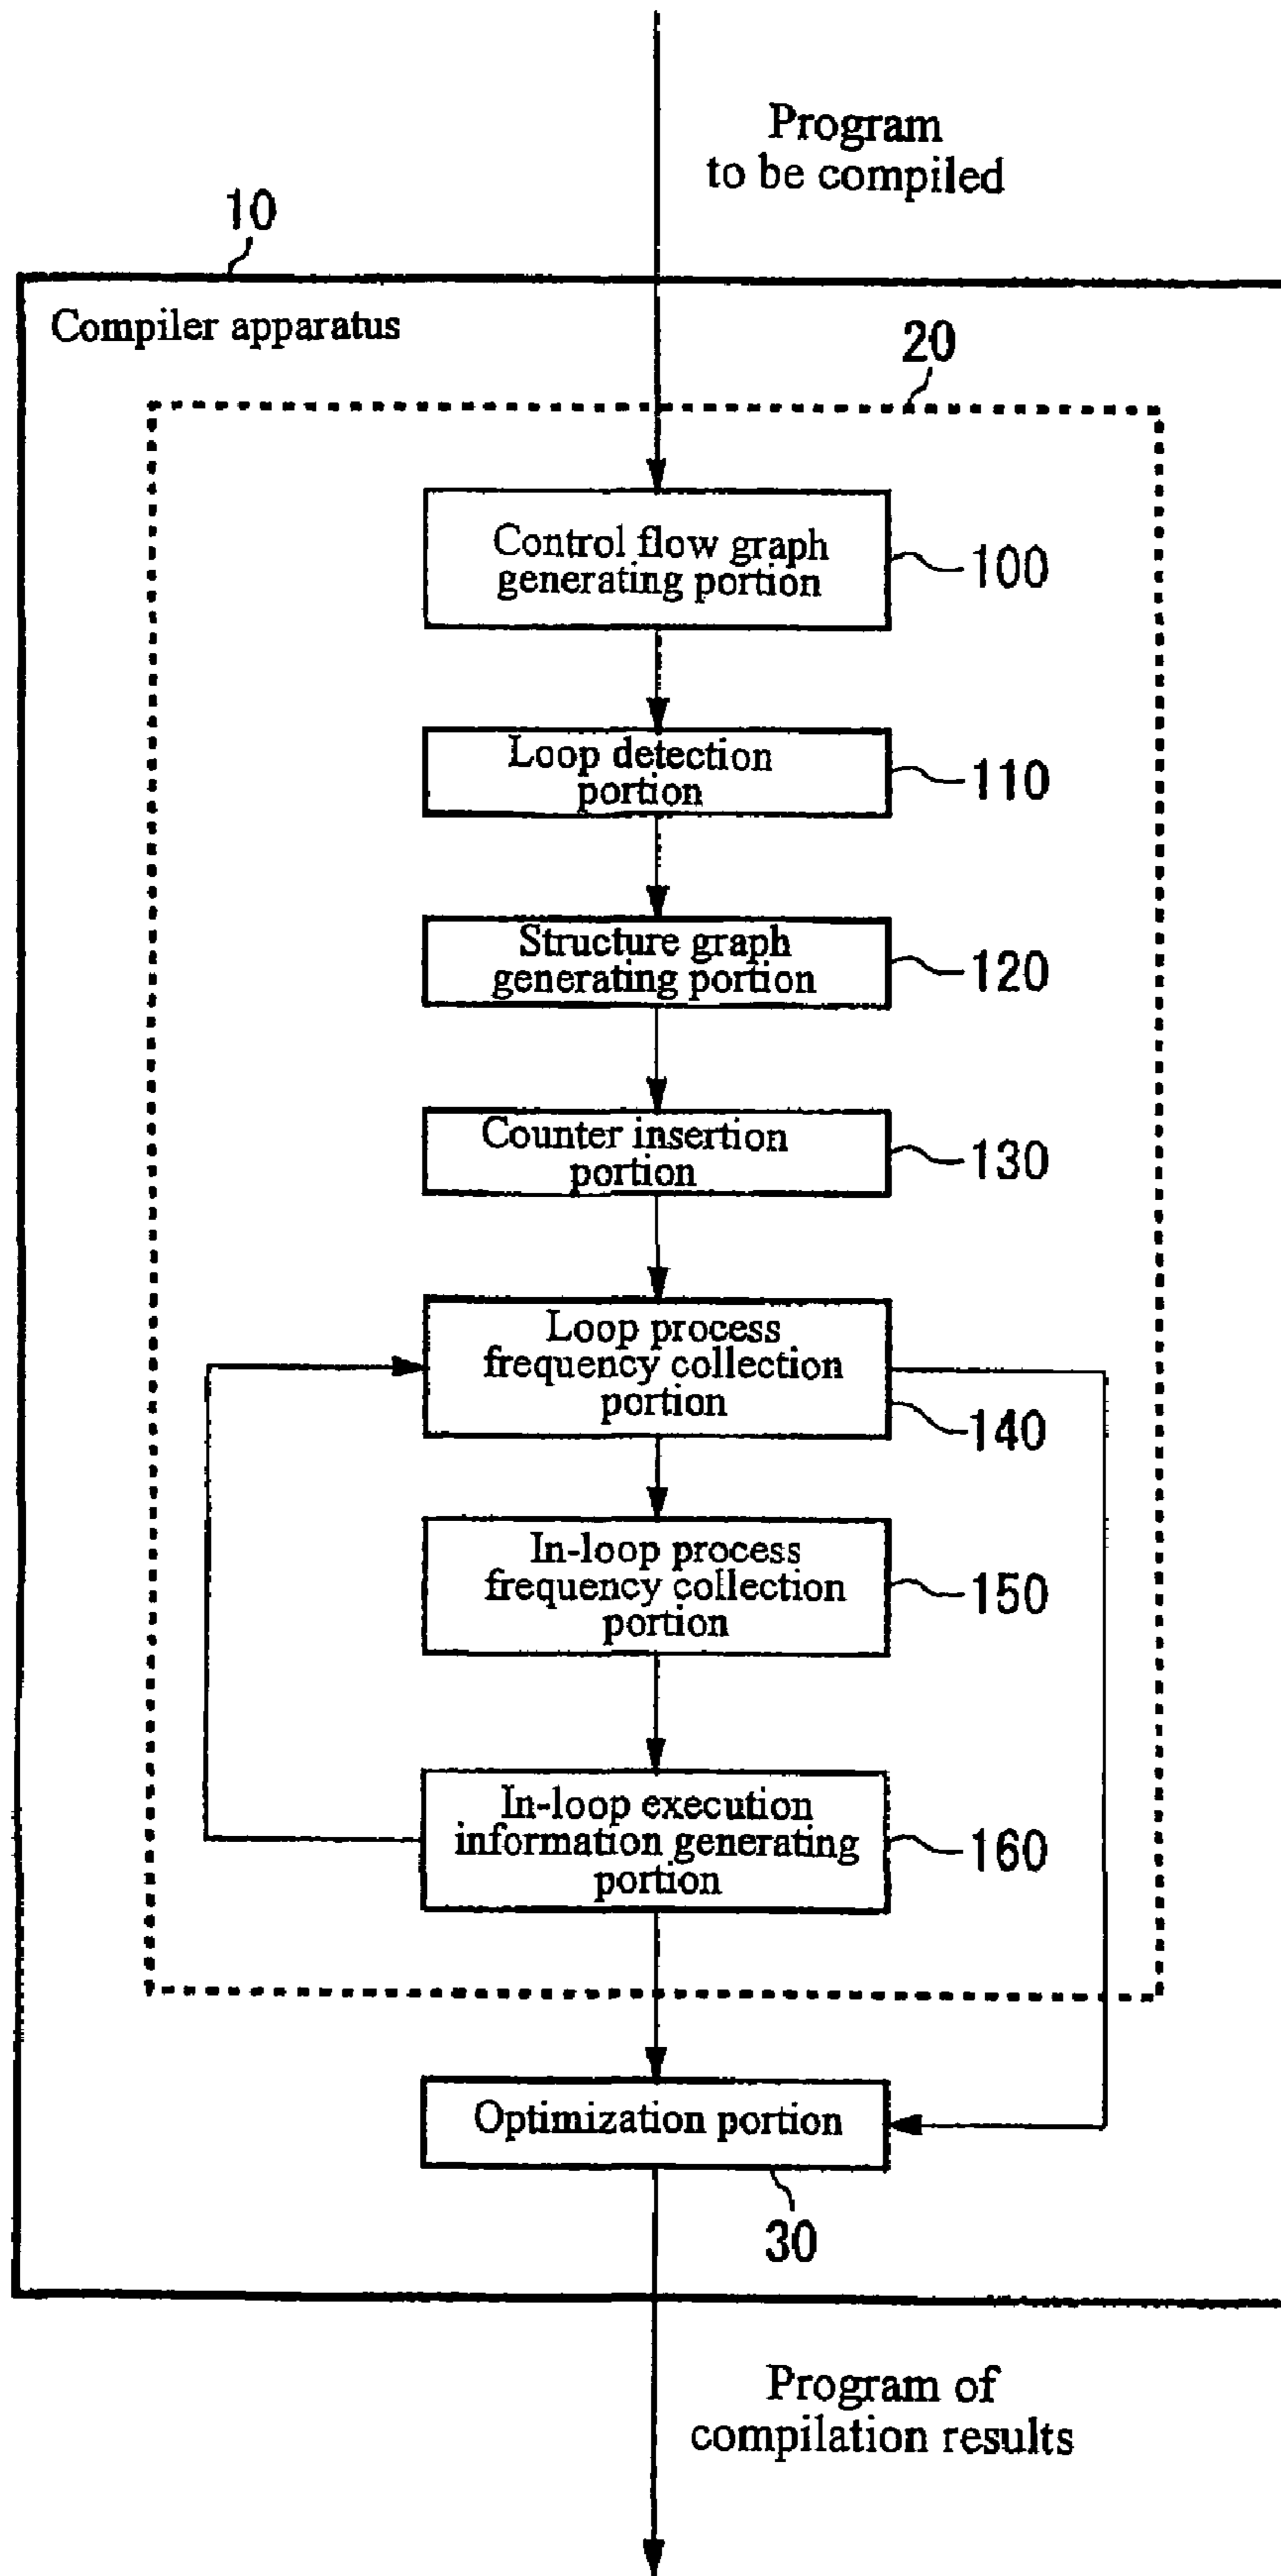 Program
to be compiled
10
Compiler apparatus
20
Control flow graph
generating portion
100
Loop detection
portion
110
Structure graph
generating portion
120
Counter insertion
portion
130
Loop process
frequency collection
portion
140
In-loop process
frequency collection
portion
150
In-loop execution
information generating
portion
160
Optimization portion
30
Program of
compilation results